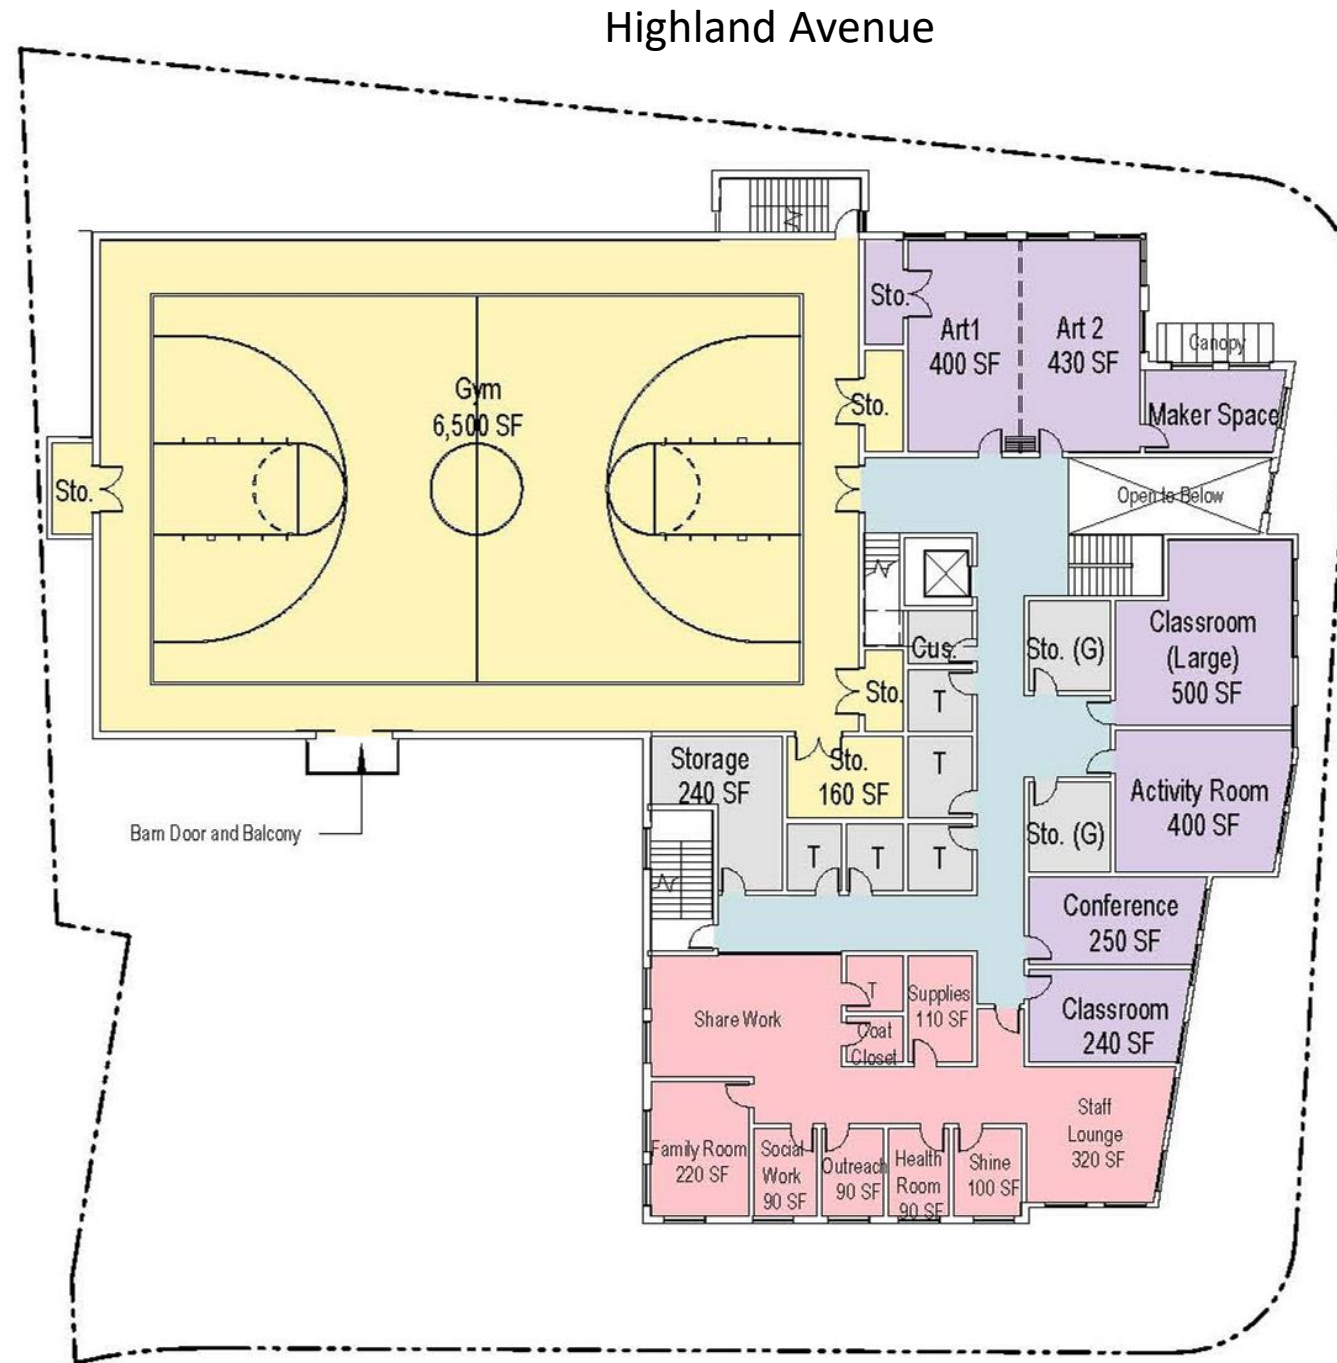 Highland Avenue
Sto.
Art1
400 SF
Art 2
430 SF
Canopy
Gym
6,500 SF
Sto.
Maker Space
Sto.
Open to Below
Classroom
(Large)
500 SF
Cus.
Sto. (G)
Sto.
T
Storage
240 SF
Sto.
160 SF
T
Activity Room
400 SF
Barn Door and Balcony
Sto. (G)
T
T
T
Conference
250 SF
Share Work
T
Supplies
110 SF
Coat
Closet
Classroom
240 SF
Staff
Lounge
320 SF
Family Room
220 SF
Social
Work
90 SF
Outreach
90 SF
Health
Room
90 SF
Shine
100 SF